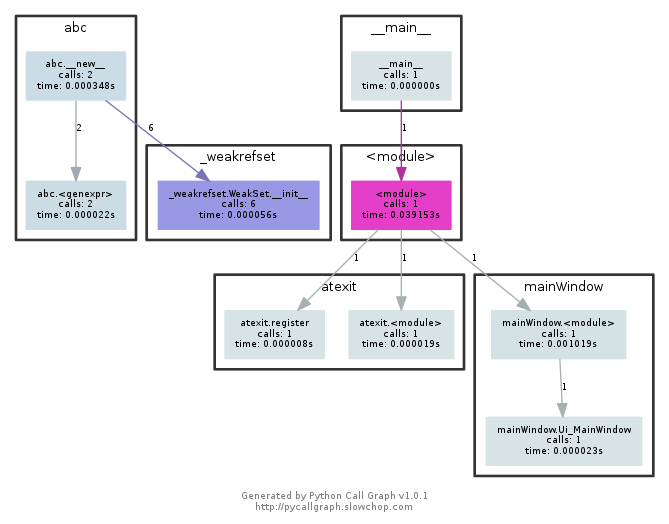 abc
abc.__new__
calls: 2
time: 0.000348s
2
6
abc.<genexpr>
calls: 2
time: 0.000022s
_weakrefset
_weakrefset.WeakSet.__init__
calls: 6
time: 0.000056s
__main__
__main__
calls: 1
time: 0.000000s
1
<module>
<module>
calls: 1
time: 0.039153s
1
1
1
atexit
atexit.register
calls: 1
time: 0.000008s
atexit.<module>
calls: 1
time: 0.000019s
mainWindow
mainWindow.<module>
calls: 1
time: 0.001019s
1
mainWindow.Ui_MainWindow
calls: 1
time: 0.000023s
Generated by Python Call Graph v1.0.1
http://pycallgraph.slowchop.com